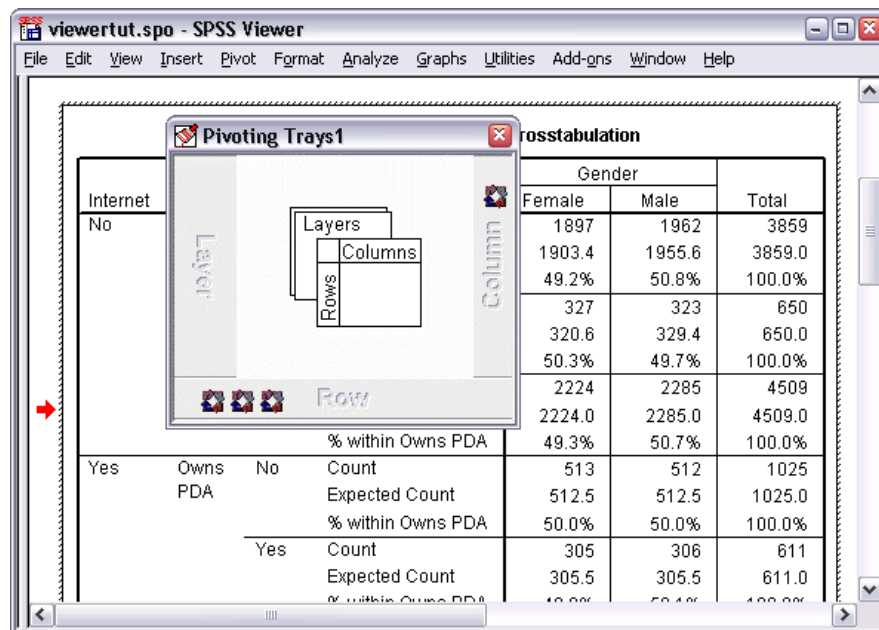 SPSS
viewertut.spo - SPSS Viewer
File Edit View Insert Pivot Format Analyze Graphs Utilities Add-ons Window Help
Pivoting Trays1
rosstabulation
Layer
Layers
Columns
Rows
Column
Row
Gender
Internet Female Male Total
No 1897 1962 3859
1903.4 1955.6 3859.0
49.2% 50.8% 100.0%
327 323 650
320.6 329.4 650.0
50.3% 49.7% 100.0%
2224 2285 4509
2224.0 2285.0 4509.0
% within Owns PDA 49.3% 50.7% 100.0%
Yes Owns PDA No Count 513 512 1025
Expected Count 512.5 512.5 1025.0
% within Owns PDA 50.0% 50.0% 100.0%
Yes Count 305 306 611
Expected Count 305.5 305.5 611.0
% within Owns PDA